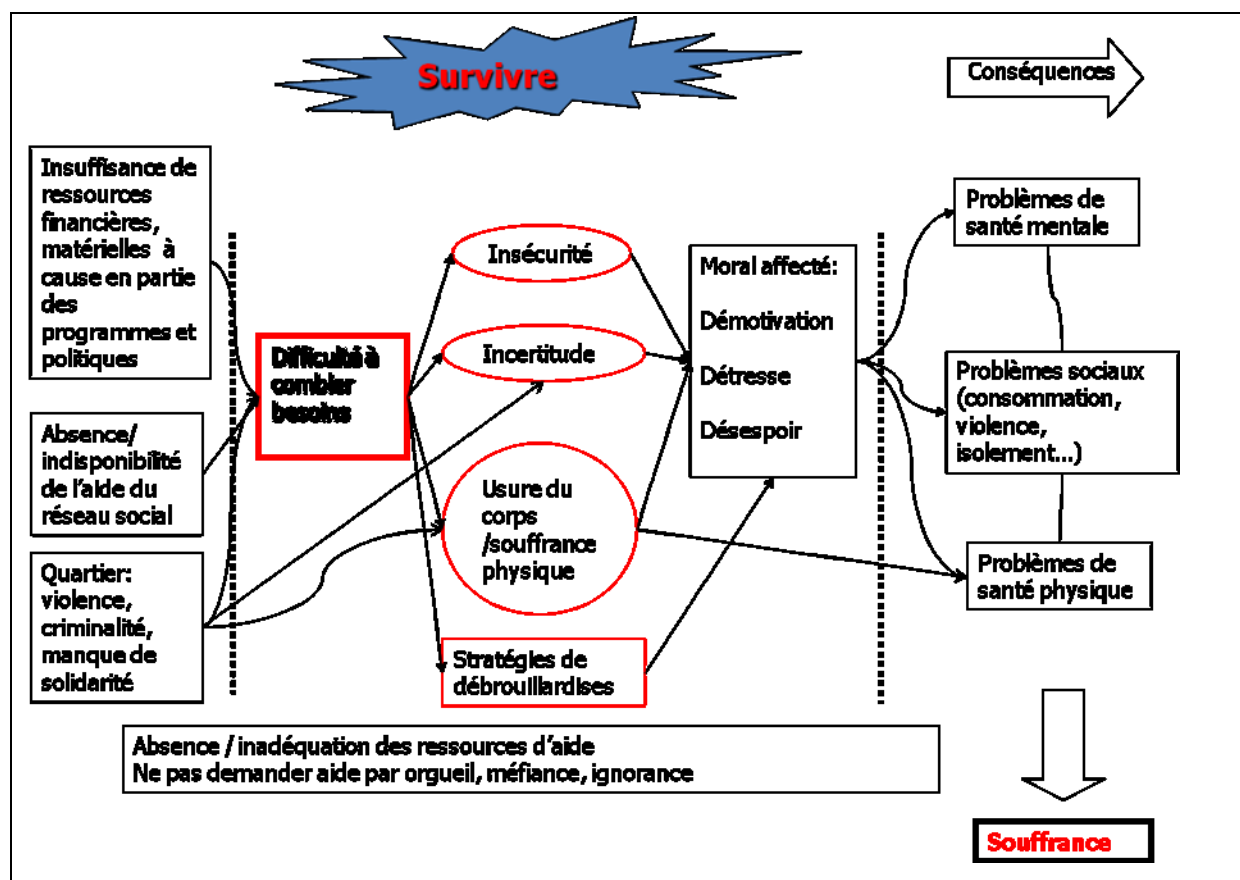 Survivre
Conséquences
Insuffisance de
ressources
financières,
matérielles à
cause en partie
des
programmes et
politiques
Absence/
indisponibilité
de l'aide du
réseau social
Quartier:
violence,
criminalité,
manque de
solidarité
Difficulté à
combler
besoins
Insécurité
Incertitude
Usure du
corps
/souffrance
physique
Stratégies de
débrouillardises
Moral affecté:
Démotivation
Détresse
Désespoir
Problèmes de
santé mentale
Problèmes sociaux
(consommation,
violence,
isolement...)
Problèmes de
santé physique
Absence / inadéquation des ressources d'aide
Ne pas demander aide par orgueil, méfiance, ignorance
Souffrance